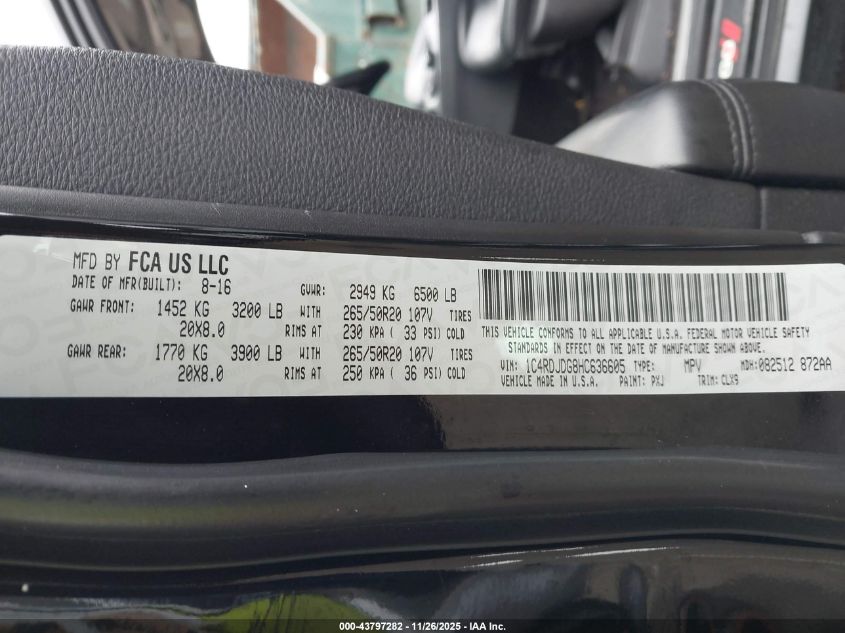 MFD BY FCA US LLC
DATE OF MFR(BUILT): 8-16 GVWR: 2949 KG 6500 LB
GAWR FRONT: 1452 KG 3200 LB WITH 265/50R20 107V TIRES
20X8.0 RIMS AT 230 KPA ( 33 PSI) COLD
GAWR REAR: 1770 KG 3900 LB WITH 265/50R20 107V TIRES
20X8.0 RIMS AT 250 KPA ( 36 PSI) COLD
THIS VEHICLE CONFORMS TO ALL APPLICABLE U.S.A. FEDERAL MOTOR VEHICLE SAFETY
STANDARDS IN EFFECT ON THE DATE OF MANUFACTURE SHOWN ABOVE.
VIN: 1C4RDJDG8HC636605 TYPE: MPV MDH:082512 872AA
VEHICLE MADE IN U.S.A. PAINT: PXJ TRIM: CLX9
000-43797282 - 11/26/2025 - IAA Inc.